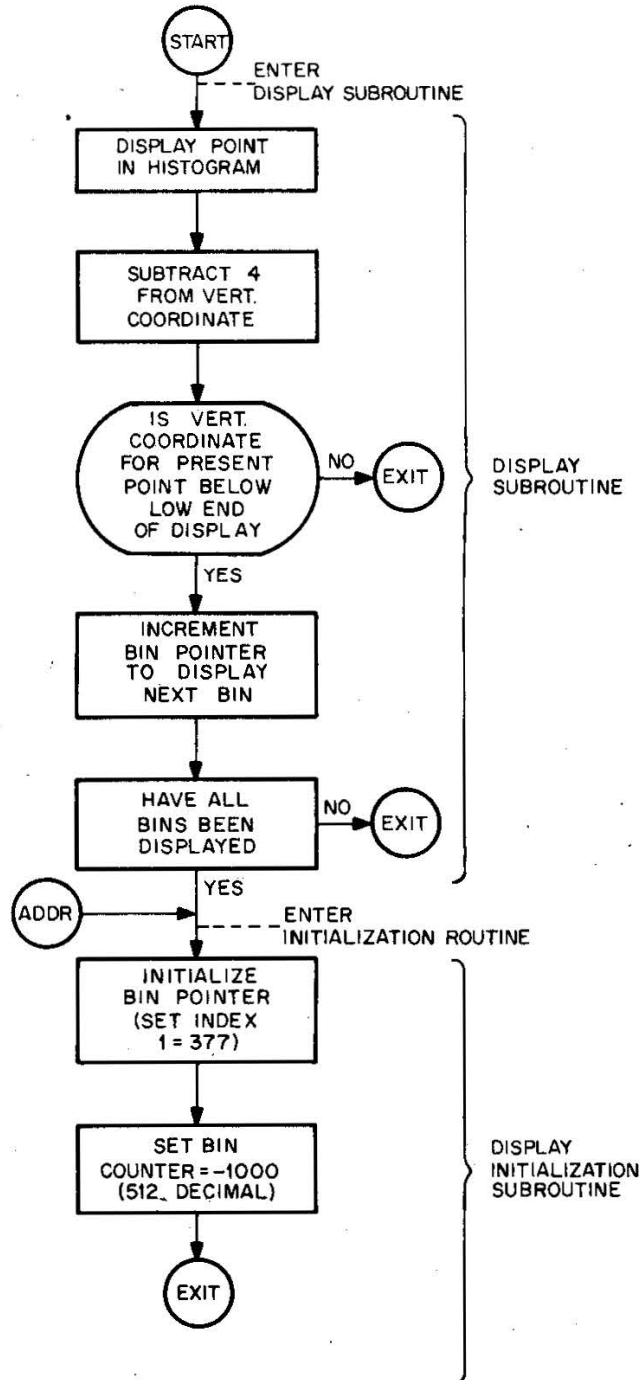 START
ENTER
DISPLAY SUBROUTINE
DISPLAY POINT
IN HISTOGRAM
SUBTRACT 4
FROM VERT.
COORDINATE
IS VERT.
COORDINATE
FOR PRESENT
POINT BELOW
LOW END
OF DISPLAY
NO
EXIT
DISPLAY
SUBROUTINE
YES
INCREMENT
BIN POINTER
TO DISPLAY
NEXT BIN
HAVE ALL
BINS BEEN
DISPLAYED
NO
EXIT
YES
ADDR
ENTER
INITIALIZATION ROUTINE
INITIALIZE
BIN POINTER
(SET INDEX
1 = 377)
SET BIN
COUNTER = -1000
(512, DECIMAL)
DISPLAY
INITIALIZATION
SUBROUTINE
EXIT